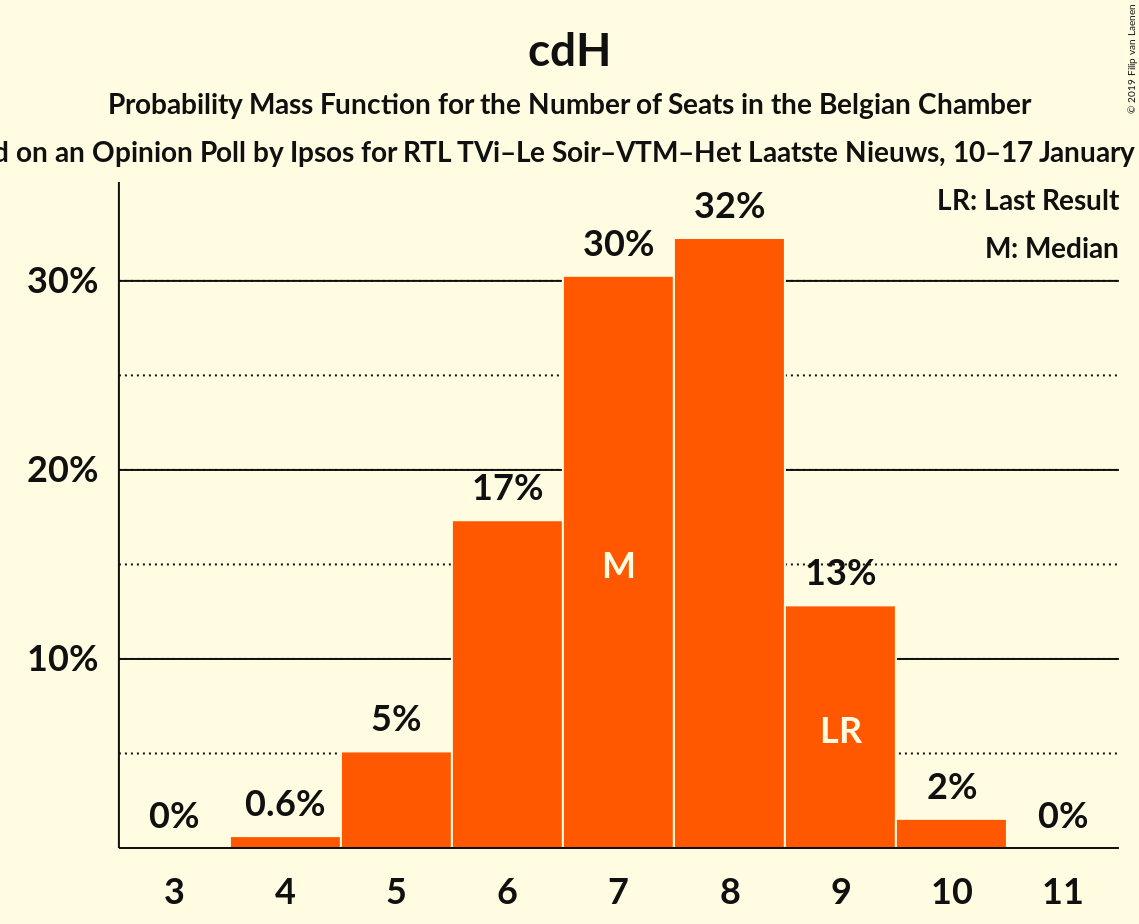 cdH
Probability Mass Function for the Number of Seats in the Belgian Chamber
on an Opinion Poll by Ipsos for RTL TVi–Le Soir–VTM–Het Laatste Nieuws, 10–17 January
© 2019 Filip van Laenen
LR: Last Result
M: Median
30%
20%
10%
0%
0.6%
5%
17%
30%
32%
13%
2%
0%
M
LR
3
4
5
6
7
8
9
10
11